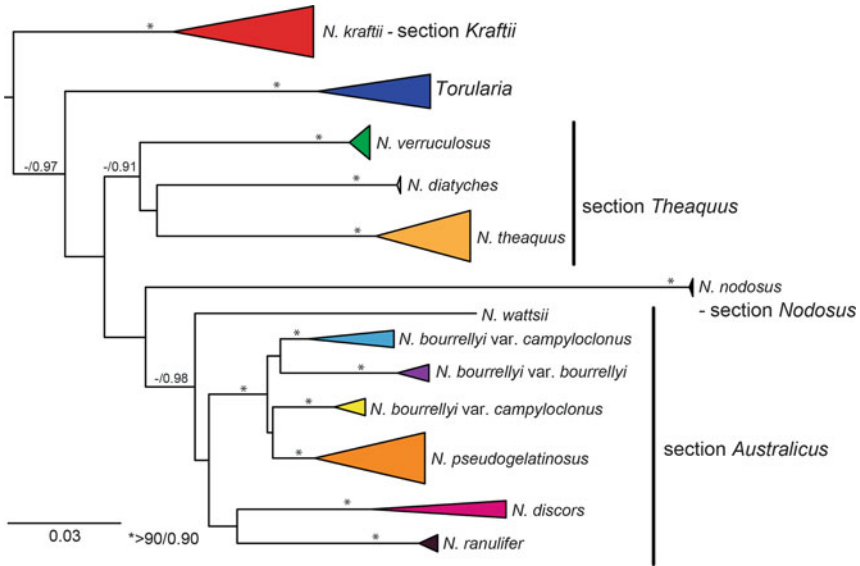 *
N. kraftii - section Kraftii
*
Torularia
-/0.97
-/0.91
*
N. verruculosus
*
N. diatyches
section Theaquus
*
N. theaquus
*
N. nodosus
- section Nodosus
N. wattsii
*
N. bourrellyi var. campyloclonus
-/0.98
*
*
N. bourrellyi var. bourrellyi
*
N. bourrellyi var. campyloclonus
section Australicus
*
N. pseudogelatinosus
*
N. discors
0.03
*>90/0.90
*
N. ranulifer